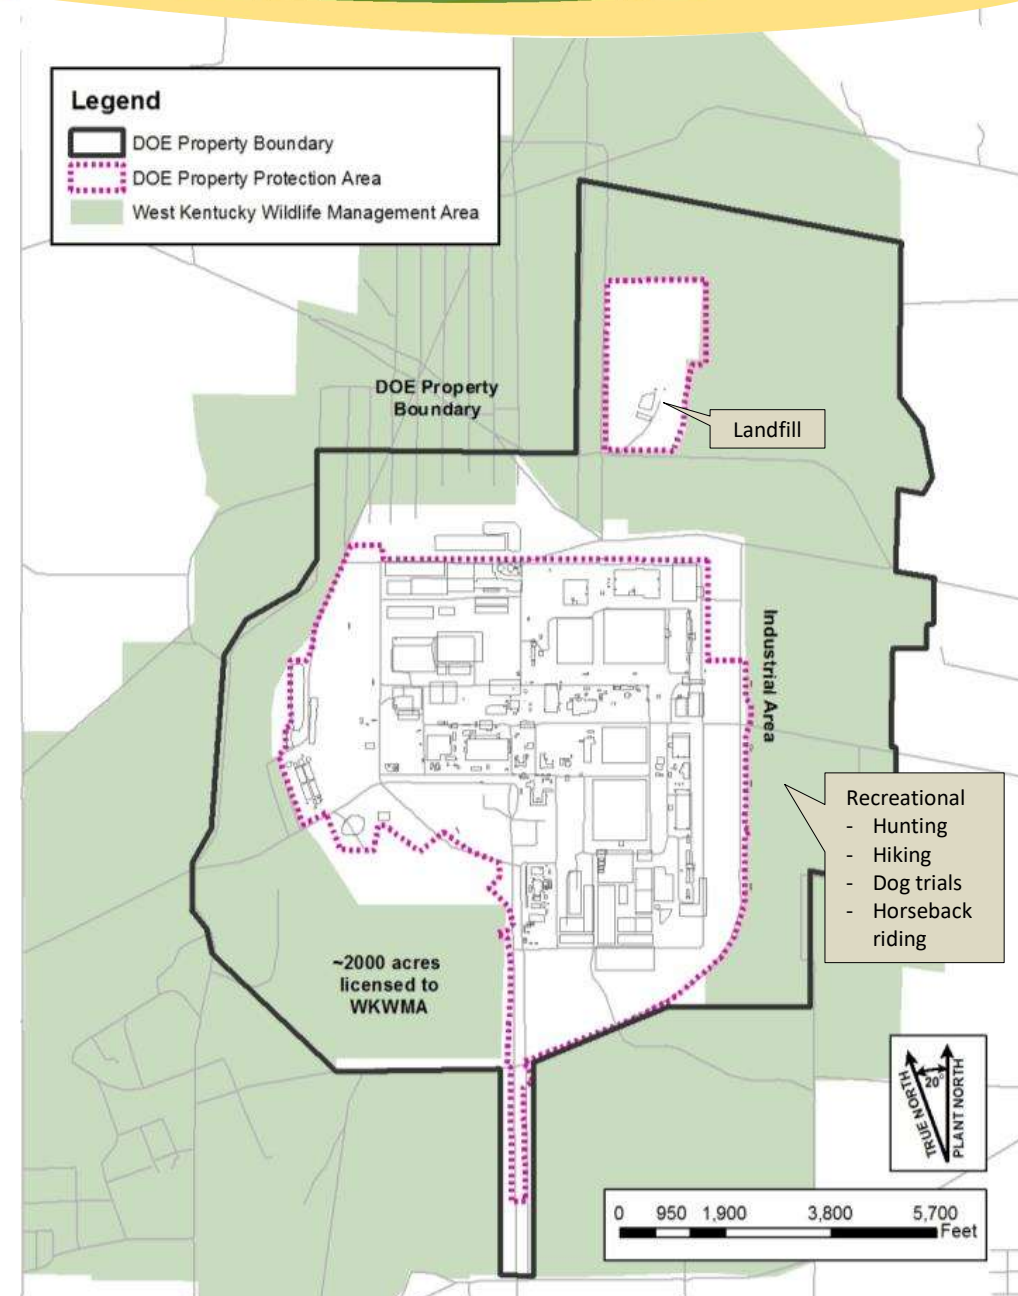 Legend
DOE Property Boundary
DOE Property Protection Area
West Kentucky Wildlife Management Area
DOE Property
Boundary
Landfill
Industrial Area
Recreational
- Hunting
- Hiking
- Dog trials
- Horseback
riding
~2000 acres
licensed to
WKWMA
TRUE NORTH
20°
PLANT NORTH
0 950 1,900 3,800 5,700
Feet